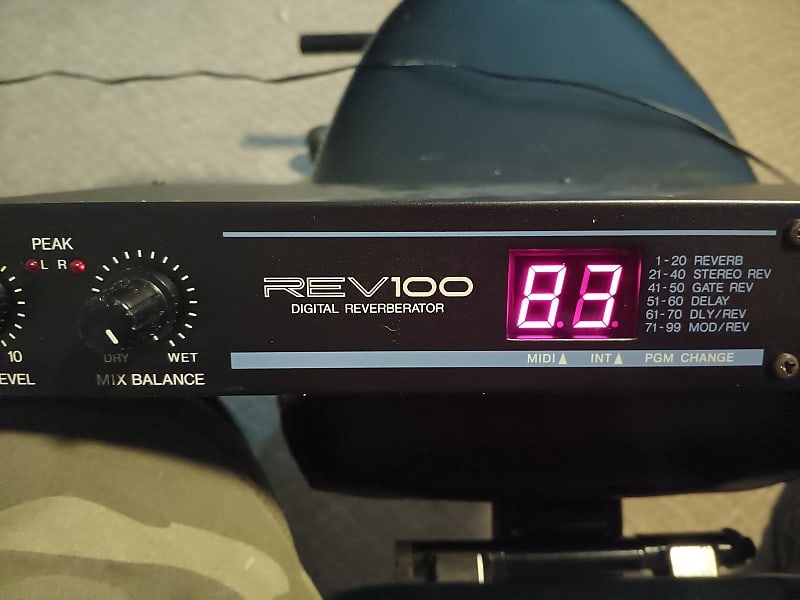 PEAK
L R
10
EVEL
DRY WET
MIX BALANCE
REV100
DIGITAL REVERBERATOR
83
1-20 REVERB
21-40 STEREO REV
41-50 GATE REV
51-60 DELAY
61-70 DLY/REV
71-99 MOD/REV
MIDI▲ INT▲ PGM CHANGE